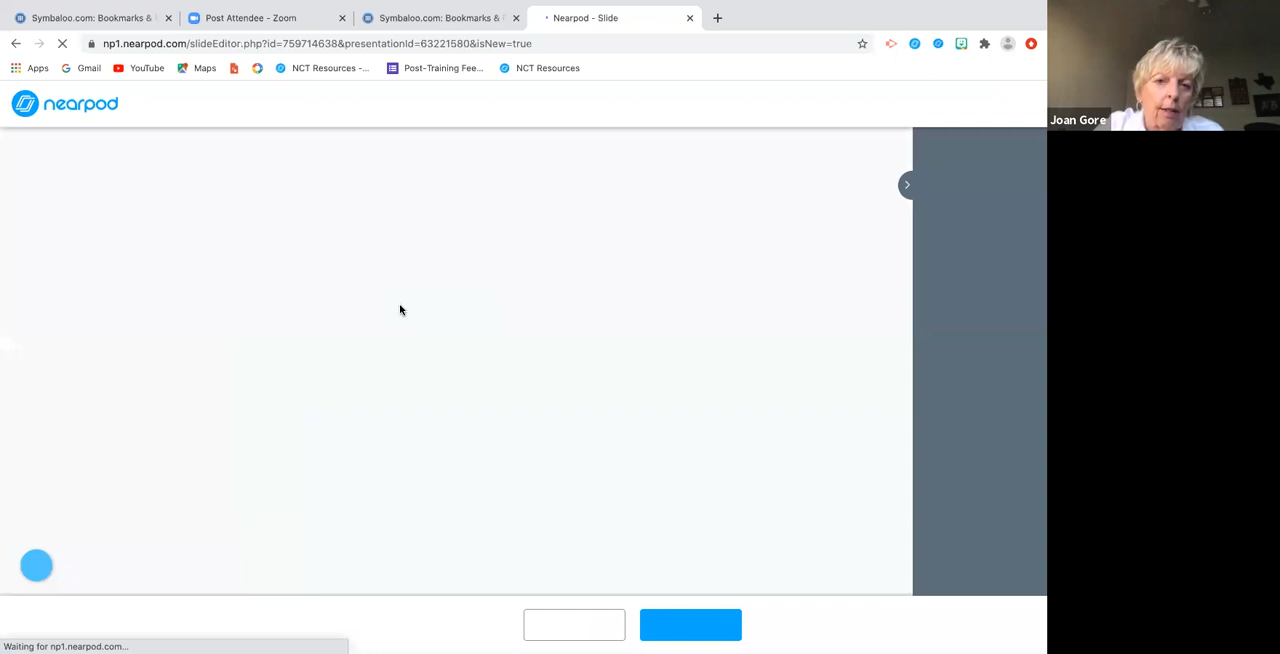 Symbaloo.com: Bookmarks &
Post Attendee - Zoom
Symbaloo.com: Bookmarks &
Nearpod - Slide
np1.nearpod.com/slideEditor.php?id=759714638&presentationId=63221580&isNew=true
Apps
Gmail
YouTube
Maps
NCT Resources -...
Post-Training Fee...
NCT Resources
nearpod
Joan Gore
Waiting for np1.nearpod.com...